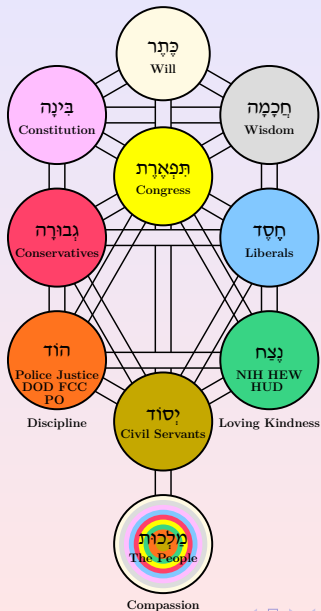 כֶּתֶר
Will
בִּינָה
Constitution
חֲכָמָה
Wisdom
תִּפְאֶרֶת
Congress
גְבוּרָה
Conservatives
חֶסֶד
Liberals
הוֹד
Police Justice
DOD FCC
PO
נֶצַח
NIH HEW
HUD
Discipline
Loving Kindness
יְסוֹד
Civil Servants
מַלְכוּת
The People
Compassion